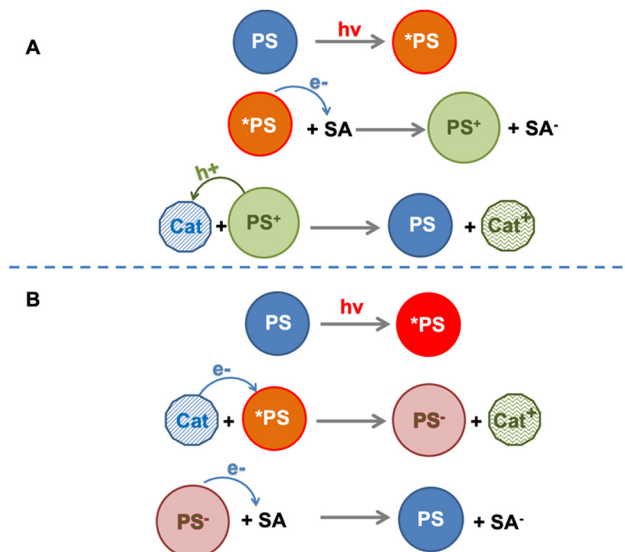 A
PS hv *PS
e-
*PS + SA PS⁺ + SA⁻
h+
Cat + PS⁺ PS + Cat⁺
B
hv
PS *PS
e-
Cat + *PS PS⁻ + Cat⁺
e-
PS⁻ + SA PS + SA⁻